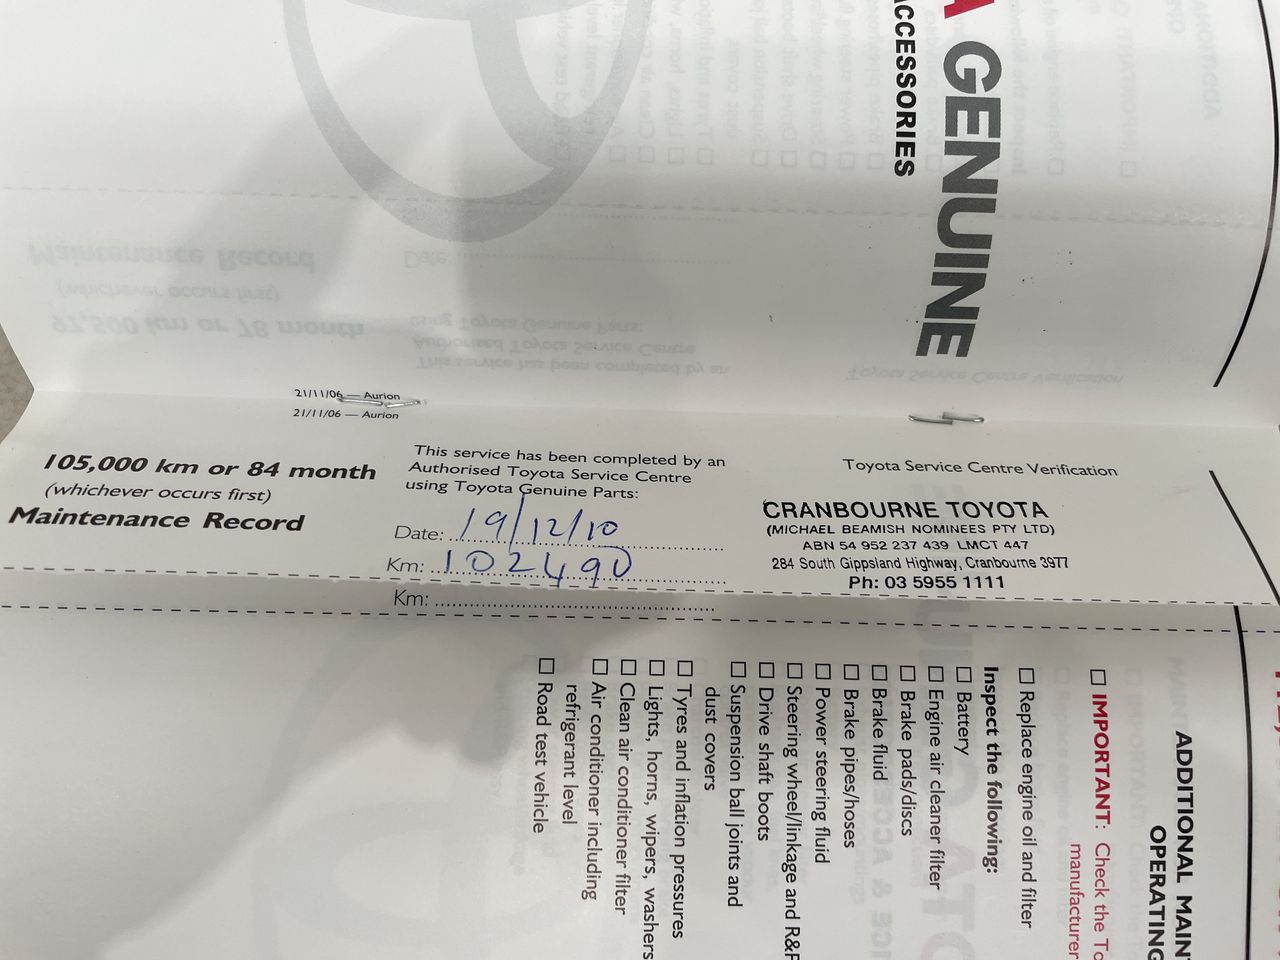 GENUINE
ACCESSORIES
21/11/06 — Aurion
21/11/06 — Aurion
105,000 km or 84 month
(whichever occurs first)
Maintenance Record
This service has been completed by an
Authorised Toyota Service Centre
using Toyota Genuine Parts:
Date: 19/12/10
Km: 102490
Toyota Service Centre Verification
CRANBOURNE TOYOTA
(MICHAEL BEAMISH NOMINEES PTY LTD)
ABN 54 952 237 439 LMCT 447
284 South Gippsland Highway, Cranbourne 3977
Ph: 03 5955 1111
Km:
ADDITIONAL
OPERATING
☐ IMPORTANT: Check the
manufacturer
☐ Replace engine oil and filter
Inspect the following:
☐ Battery
☐ Engine air cleaner filter
☐ Brake pads/discs
☐ Brake fluid
☐ Brake pipes/hoses
☐ Power steering fluid
☐ Steering wheel/linkage and R&P
☐ Drive shaft boots
☐ Suspension ball joints and
dust covers
☐ Tyres and inflation pressures
☐ Lights, horns, wipers, washers
☐ Clean air conditioner filter
☐ Air conditioner including
refrigerant level
☐ Road test vehicle